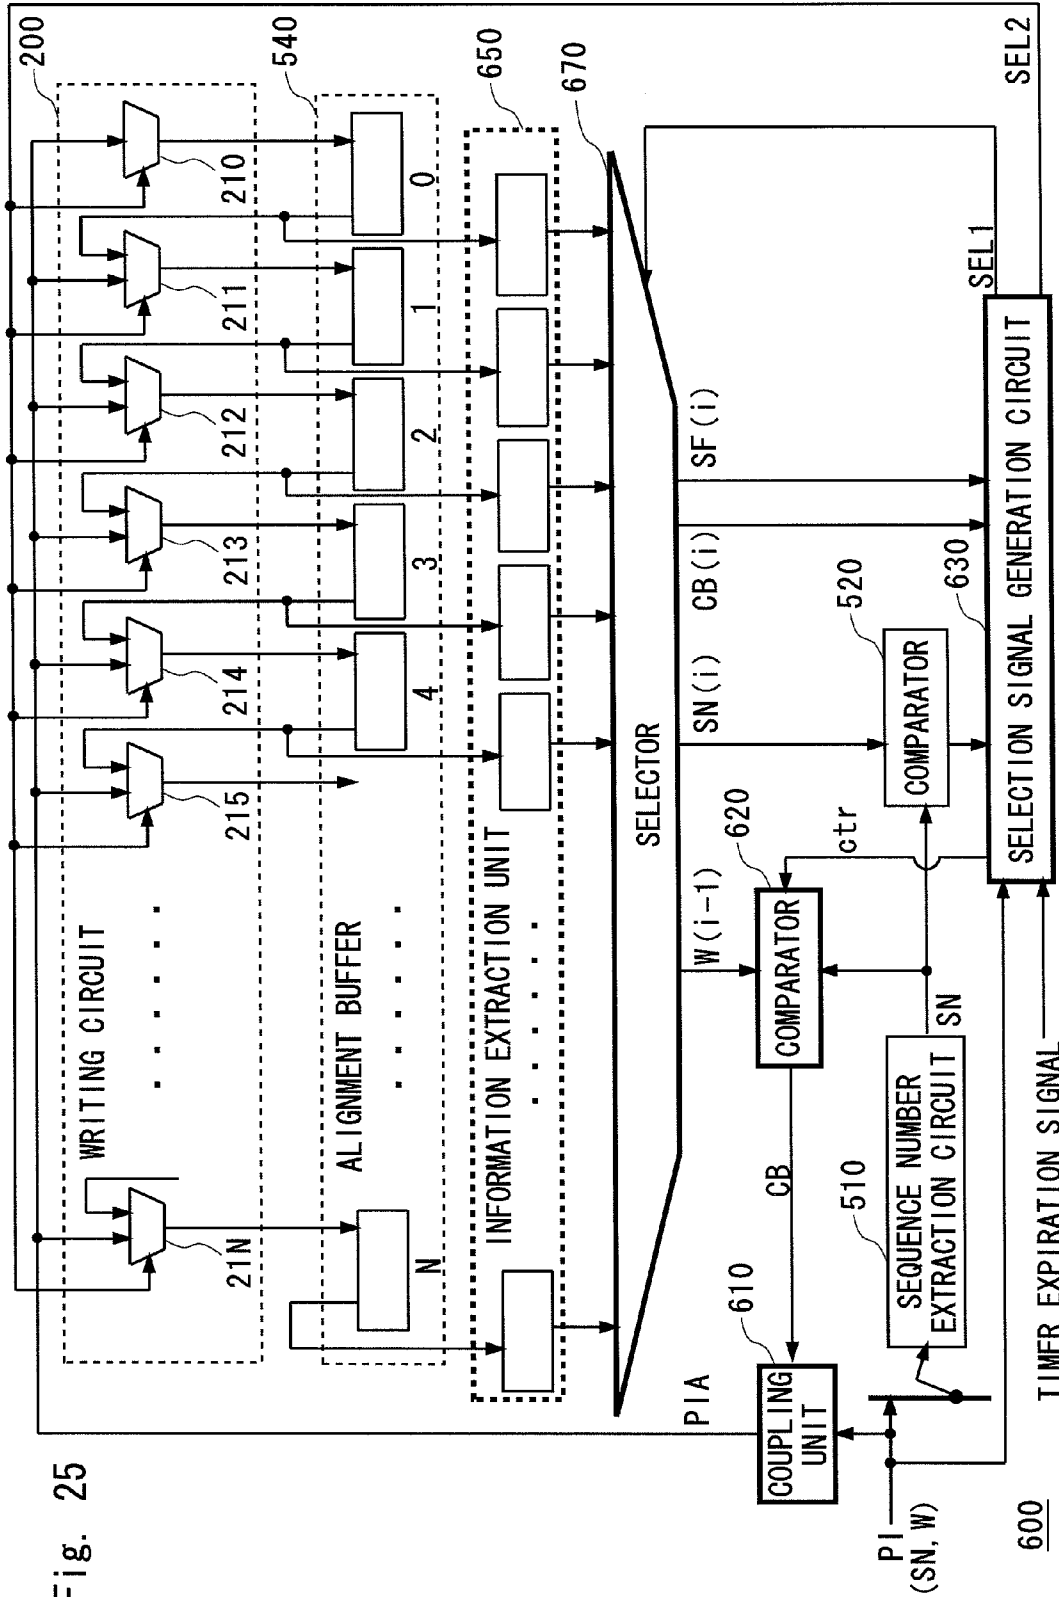 Fig. 25
200
WRITING CIRCUIT
21N
215
214
213
212
211
210
540
ALIGNMENT BUFFER
N
4
3
2
1
0
650
INFORMATION EXTRACTION UNIT
670
SELECTOR
PIA
W(i-1)
SN(i)
CB(i)
SF(i)
SEL1
SEL2
610
COUPLING
UNIT
CB
620
COMPARATOR
ctr
520
COMPARATOR
510
SEQUENCE NUMBER
EXTRACTION CIRCUIT
SN
630
SELECTION SIGNAL GENERATION CIRCUIT
PI
(SN, W)
TIMER EXPIRATION SIGNAL
600